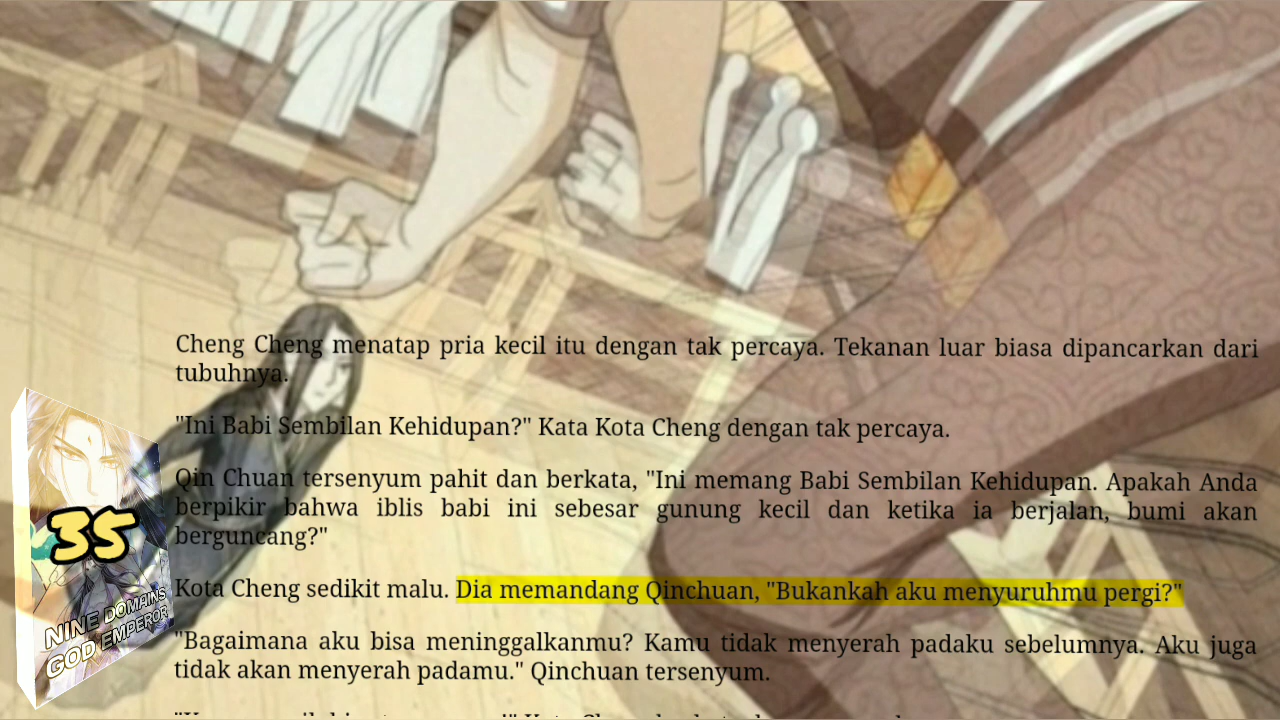 Cheng Cheng menatap pria kecil itu dengan tak percaya. Tekanan luar biasa dipancarkan dari
tubuhnya.
"Ini Babi Sembilan Kehidupan?" Kata Kota Cheng dengan tak percaya.
Qin Chuan tersenyum pahit dan berkata, "Ini memang Babi Sembilan Kehidupan. Apakah Anda
berpikir bahwa iblis babi ini sebesar gunung kecil dan ketika ia berjalan, bumi akan
berguncang?"
Kota Cheng sedikit malu. Dia memandang Qinchuan, "Bukankah aku menyuruhmu pergi?"
"Bagaimana aku bisa meninggalkanmu? Kamu tidak menyerah padaku sebelumnya. Aku juga
tidak akan menyerah padamu." Qinchuan tersenyum.
35
NINE DOMAINS
GOD EMPEROR